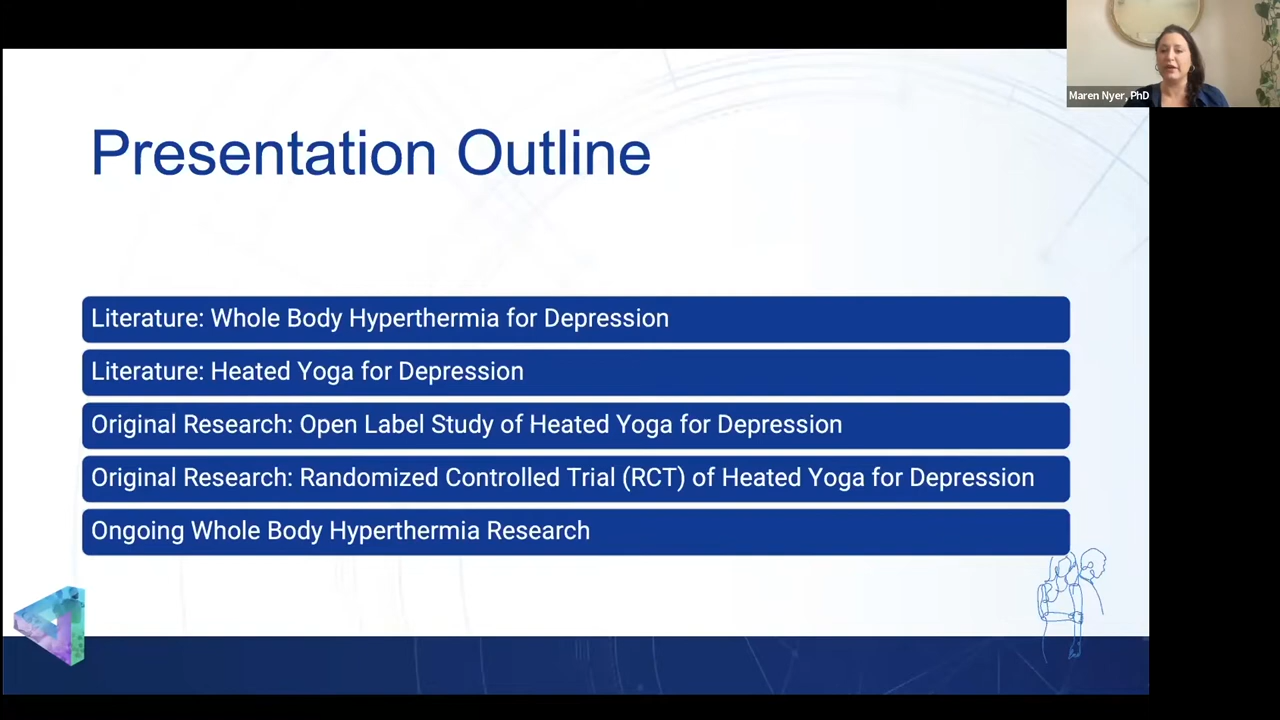 Maren Nyer, PhD
Presentation Outline
Literature: Whole Body Hyperthermia for Depression
Literature: Heated Yoga for Depression
Original Research: Open Label Study of Heated Yoga for Depression
Original Research: Randomized Controlled Trial (RCT) of Heated Yoga for Depression
Ongoing Whole Body Hyperthermia Research